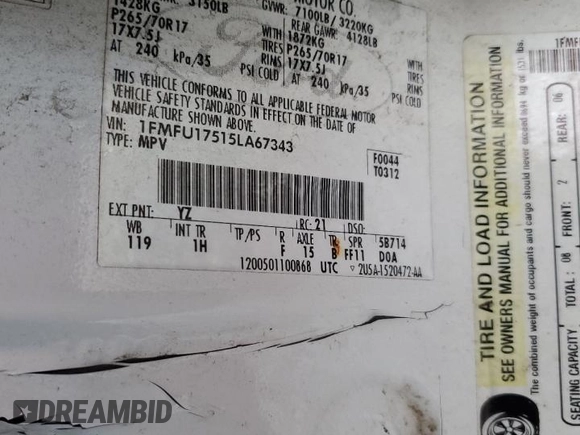 MOTOR CO.
1428KG 3150LB GVWR: 7100LB/ 3220KG
P265/70R17 REAR GAWR: 4128LB
17X7.5J 1872KG
AT 240 kPa/35 TIRES P265/70R17
PSI COLD RIMS 17X7.5J
AT 240 kPa/35
PSI COLD
Ford
THIS VEHICLE CONFORMS TO ALL APPLICABLE FEDERAL MOTOR
VEHICLE SAFETY STANDARDS IN EFFECT ON THE DATE OF
MANUFACTURE SHOWN ABOVE.
VIN: 1FMFU17515LA67343
TYPE: MPV
F0044
T0312
EXT PNT: YZ RC: 21 DSO:
WB INT TR TP/PS R AXLE TR SPR 5B714
119 1H F 15 B FF11 DOA
1200501100868 UTC 2U5A-1520472-AA
TIRE AND LOAD INFORMATION
SEE OWNERS MANUAL FOR ADDITIONAL INFORMATION
The combined weight of occupants and cargo should never exceed
SEATING CAPACITY TOTAL: 08 FRONT: 2 REAR: 06
DREAMBID